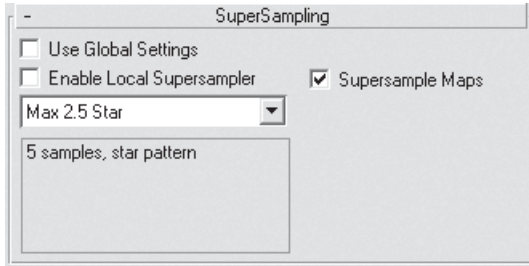 - SuperSampling
Use Global Settings
Enable Local Supersampler
Supersample Maps
Max 2.5 Star
5 samples, star pattern